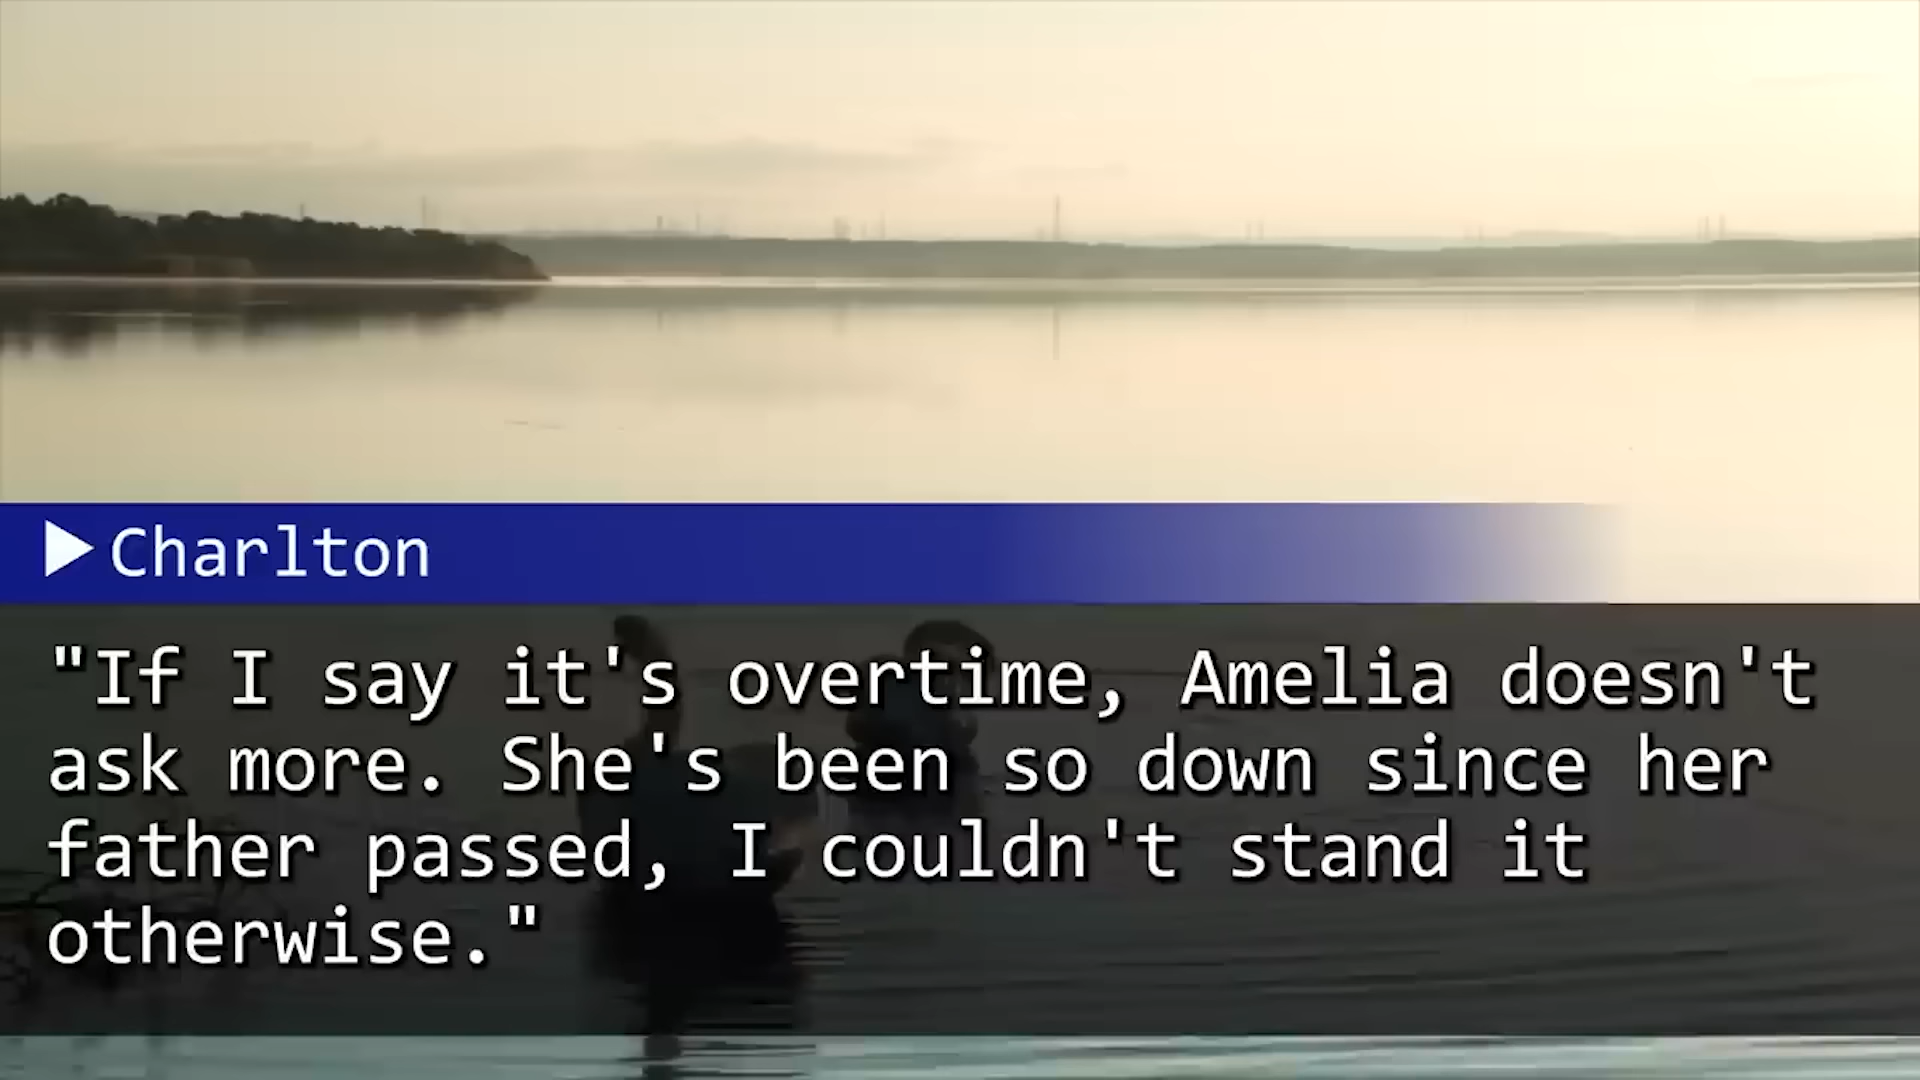 Charlton
"If I say it's overtime, Amelia doesn't
ask more. She's been so down since her
father passed, I couldn't stand it
otherwise."